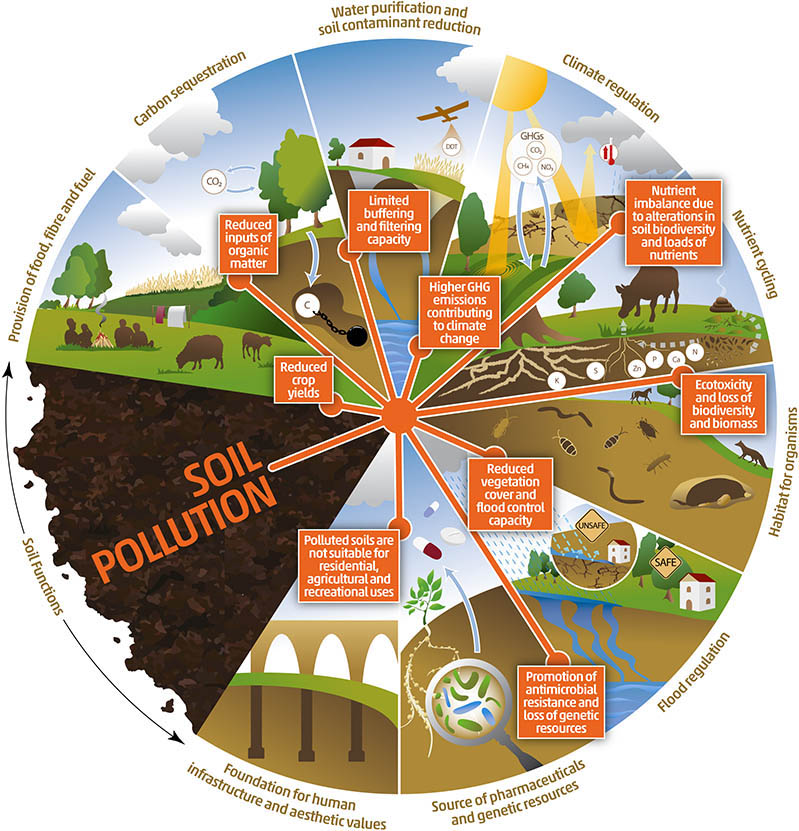 Water purification and
soil contaminant reduction
Carbon sequestration
Climate regulation
Provision of food, fibre and fuel
Nutrient cycling
Habitat for organisms
Flood regulation
Source of pharmaceuticals
and genetic resources
Foundation for human
infrastructure and aesthetic values
Soil Functions
SOIL
POLLUTION
CO₂
DDT
GHGs
CO₂
CH₄
NOₓ
Reduced
inputs of
organic
matter
Limited
buffering
and filtering
capacity
Higher GHG
emissions
contributing
to climate
change
Nutrient
imbalance due
to alterations in
soil biodiversity
and loads of
nutrients
C
Reduced
crop
yields
K
S
Zn
P
Ca
N
Ecotoxicity
and loss of
biodiversity
and biomass
Reduced
vegetation
cover and
flood control
capacity
UNSAFE
SAFE
Polluted soils are
not suitable for
residential,
agricultural and
recreational uses
Promotion of
antimicrobial
resistance and
loss of genetic
resources